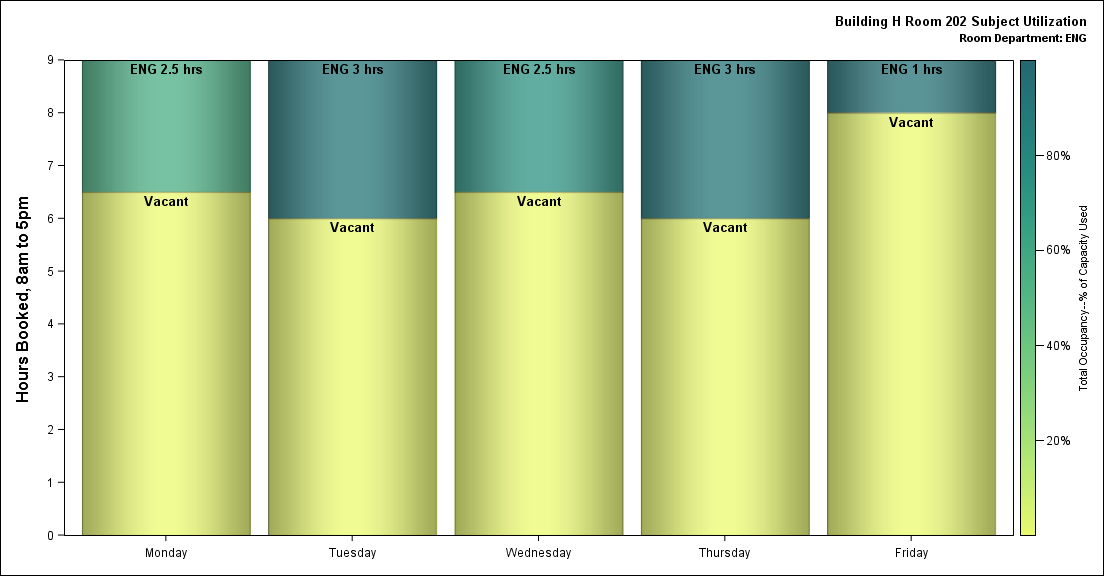 Building H Room 202 Subject Utilization
Room Department: ENG
Hours Booked, 8am to 5pm
9
8
7
6
5
4
3
2
1
0
ENG 2.5 hrs
Vacant
ENG 3 hrs
Vacant
ENG 2.5 hrs
Vacant
ENG 3 hrs
Vacant
ENG 1 hrs
Vacant
Monday
Tuesday
Wednesday
Thursday
Friday
80%
60%
40%
20%
Total Occupancy--% of Capacity Used